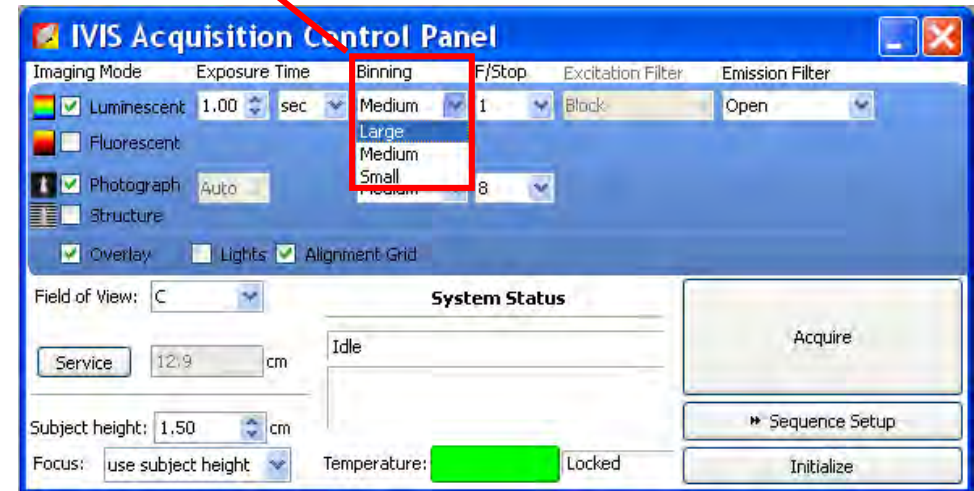 IVIS Acquisition Control Panel
Imaging Mode Exposure Time Binning F/Stop Excitation Filter Emission Filter
Luminescent 1.00 sec Medium 1 Block Open
Large
Fluorescent
Medium
Small
Photograph Auto Medium 8
Structure
Overlay Lights Alignment Grid
Field of View: C System Status
Idle Acquire
Service 12.9 cm
Subject height: 1.50 cm Sequence Setup
Focus: use subject height Temperature: Locked Initialize